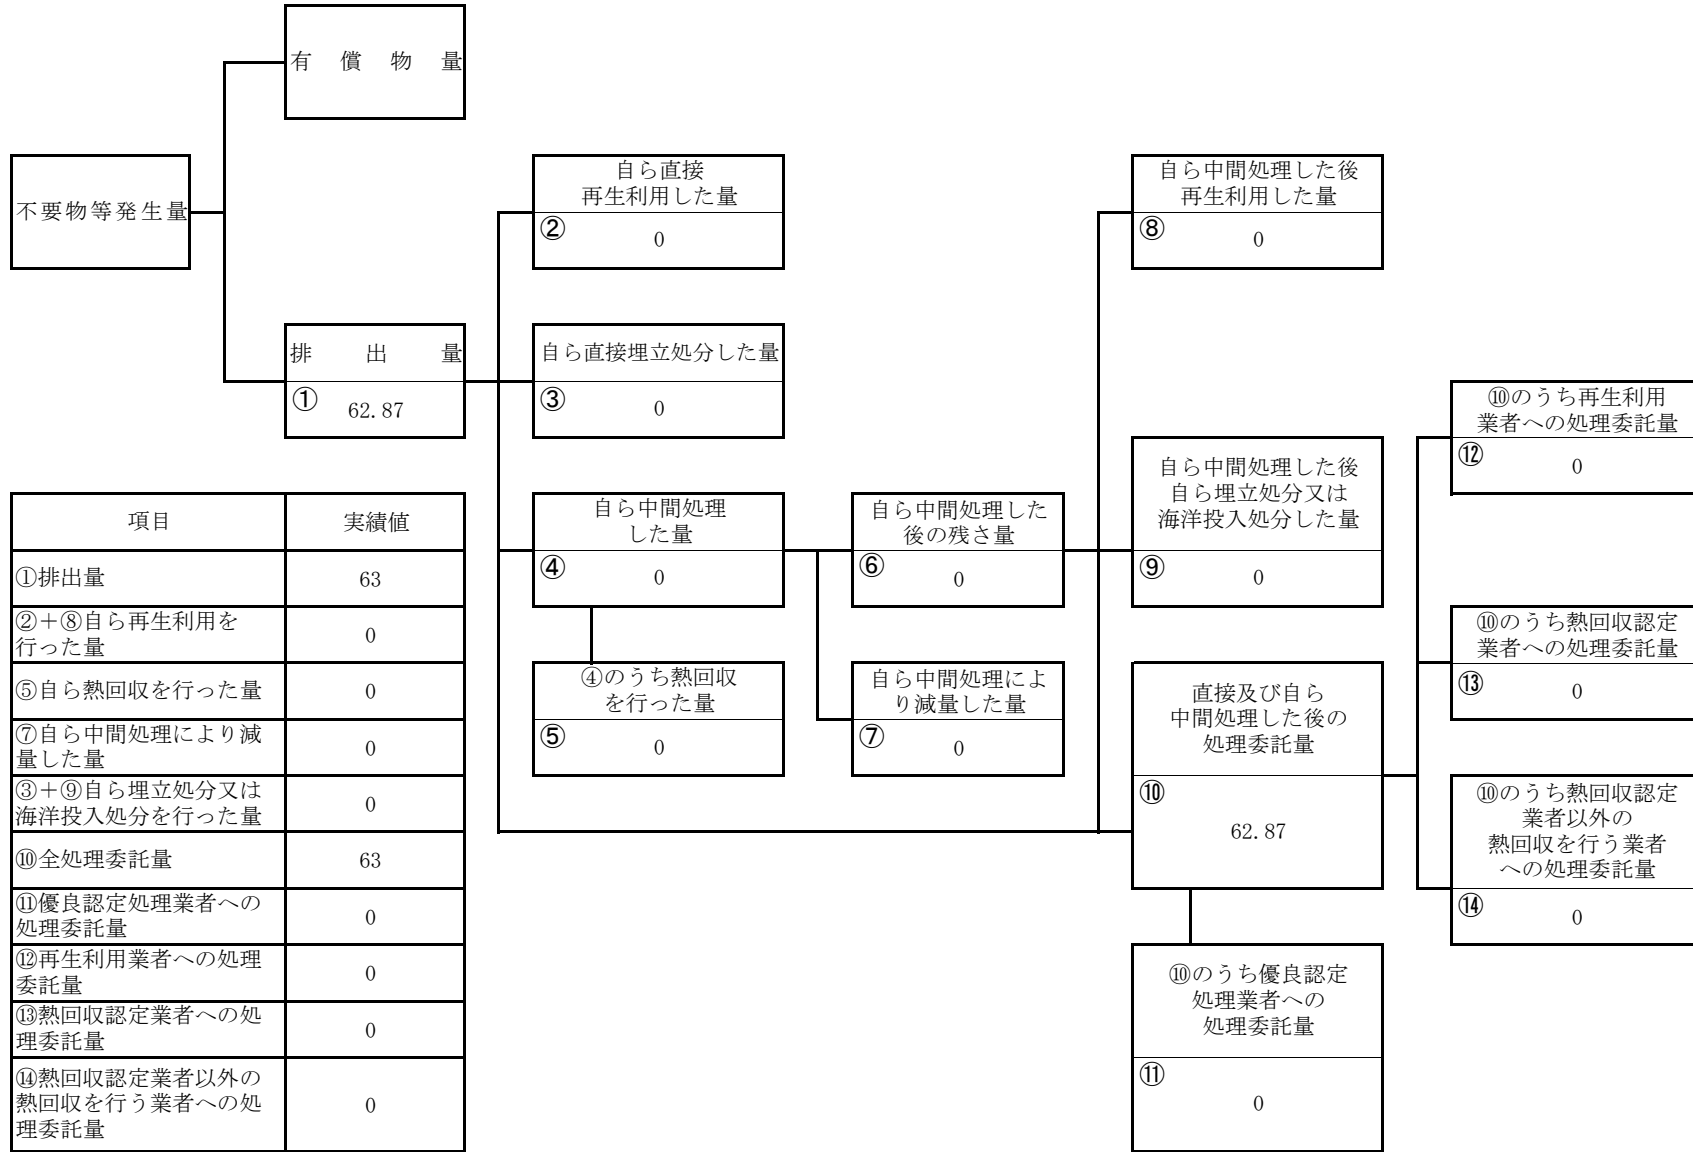 有償物量
不要物等発生量
排出量
①
62.87
自ら直接
再生利用した量
②
0
自ら直接埋立処分した量
③
0
自ら中間処理
した量
④
0
④のうち熱回収
を行った量
⑤
0
自ら中間処理した
後の残さ量
⑥
0
自ら中間処理によ
り減量した量
⑦
0
自ら中間処理した後
再生利用した量
⑧
0
自ら中間処理した後
自ら埋立処分又は
海洋投入処分した量
⑨
0
直接及び自ら
中間処理した後の
処理委託量
⑩
62.87
⑩のうち優良認定
処理業者への
処理委託量
⑪
0
⑩のうち再生利用
業者への処理委託量
⑫
0
⑩のうち熱回収認定
業者への処理委託量
⑬
0
⑩のうち熱回収認定
業者以外の
熱回収を行う業者
への処理委託量
⑭
0
項目 実績値
①排出量 63
②+⑧自ら再生利用を
行った量 0
⑤自ら熱回収を行った量 0
⑦自ら中間処理により減
量した量 0
③+⑨自ら埋立処分又は
海洋投入処分を行った量 0
⑩全処理委託量 63
⑪優良認定処理業者への
処理委託量 0
⑫再生利用業者への処理
委託量 0
⑬熱回収認定業者への処
理委託量 0
⑭熱回収認定業者以外の
熱回収を行う業者への処
理委託量 0